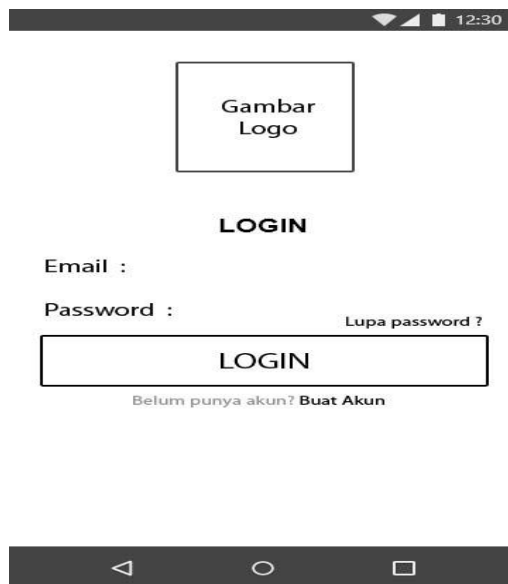 12:30
Gambar
Logo
LOGIN
Email :
Password :
Lupa password ?
LOGIN
Belum punya akun? Buat Akun